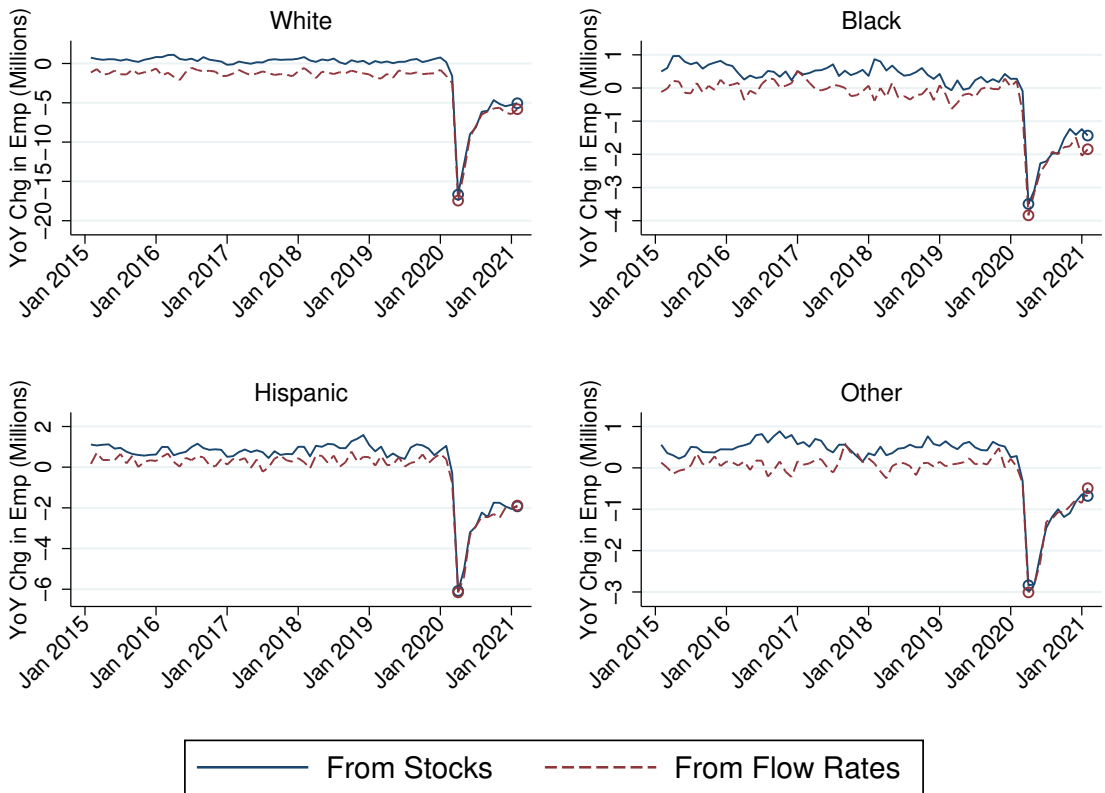 White
YoY Chg in Emp (Millions)
0
−5
−10
−15
−20
Jan 2015
Jan 2016
Jan 2017
Jan 2018
Jan 2019
Jan 2020
Jan 2021
Black
YoY Chg in Emp (Millions)
1
0
−1
−2
−3
−4
Jan 2015
Jan 2016
Jan 2017
Jan 2018
Jan 2019
Jan 2020
Jan 2021
Hispanic
YoY Chg in Emp (Millions)
2
0
−2
−4
−6
Jan 2015
Jan 2016
Jan 2017
Jan 2018
Jan 2019
Jan 2020
Jan 2021
Other
YoY Chg in Emp (Millions)
1
0
−1
−2
−3
Jan 2015
Jan 2016
Jan 2017
Jan 2018
Jan 2019
Jan 2020
Jan 2021
From Stocks
From Flow Rates